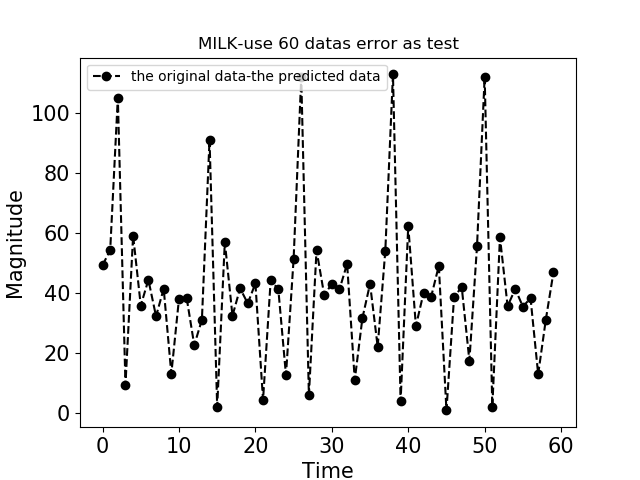 MILK-use 60 datas error as test
the original data-the predicted data
Magnitude
100
80
60
40
20
0
0 10 20 30 40 50 60
Time